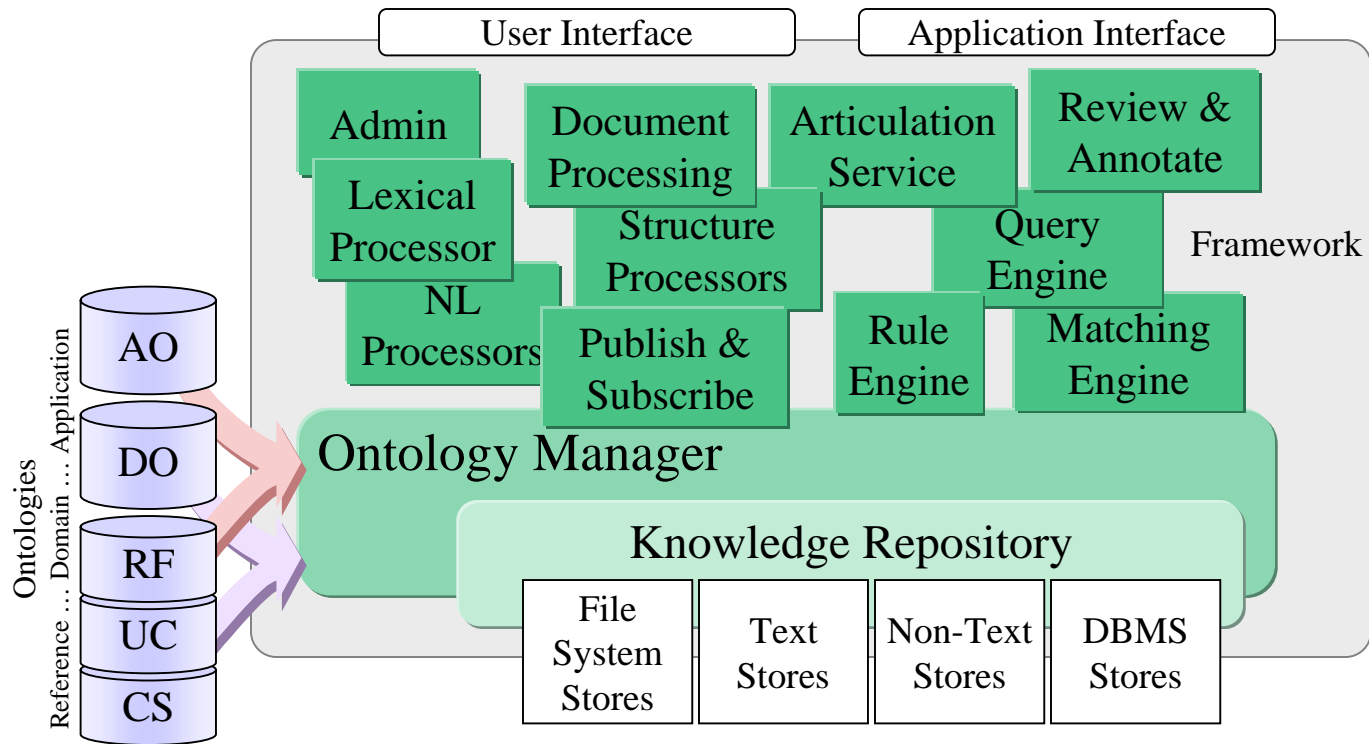 User Interface
Application Interface
Admin
Document
Processing
Articulation
Service
Review &
Annotate
Lexical
Processor
Structure
Processors
Query
Engine
Framework
NL
Processors
Publish &
Subscribe
Rule
Engine
Matching
Engine
Ontologies
Reference ... Domain ... Application
AO
DO
RF
UC
CS
Ontology Manager
Knowledge Repository
File
System
Stores
Text
Stores
Non-Text
Stores
DBMS
Stores